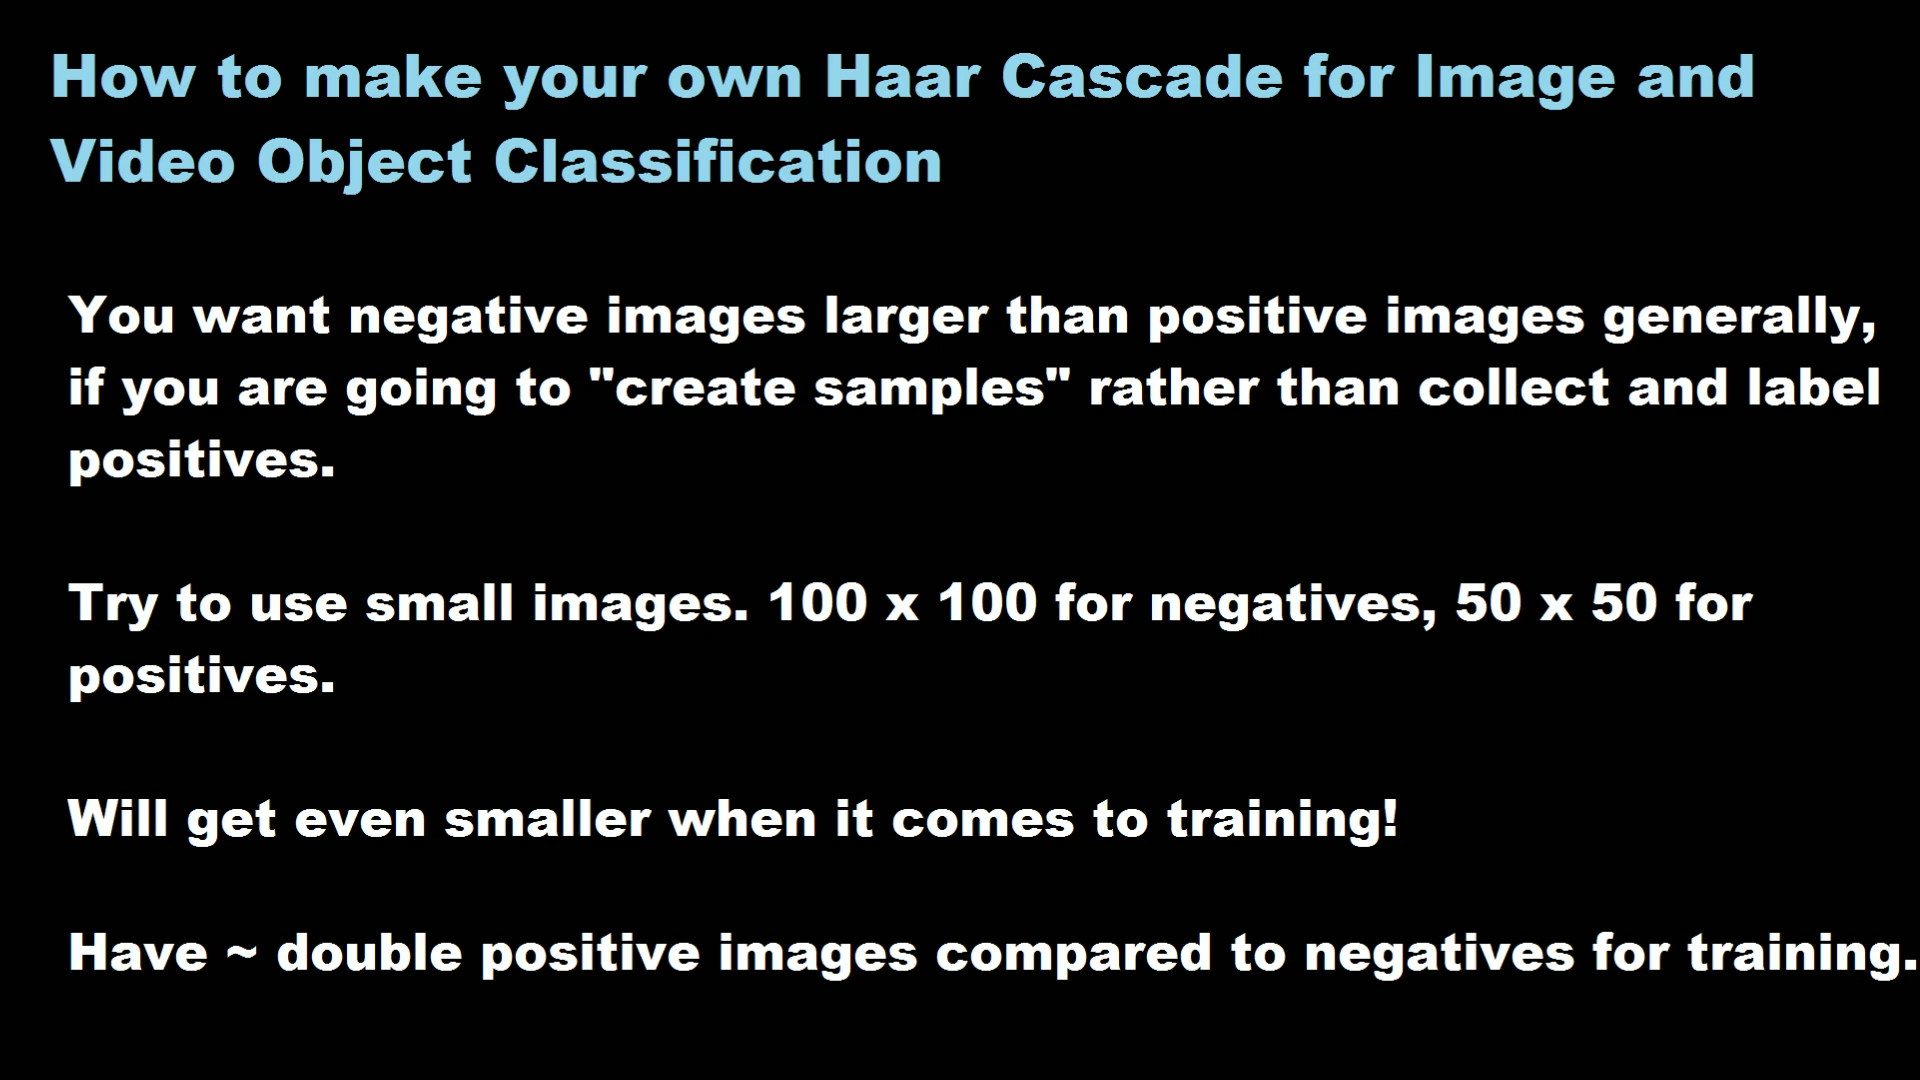 How to make your own Haar Cascade for Image and
Video Object Classification
You want negative images larger than positive images generally,
if you are going to "create samples" rather than collect and label
positives.
Try to use small images. 100 x 100 for negatives, 50 x 50 for
positives.
Will get even smaller when it comes to training!
Have ~ double positive images compared to negatives for training.